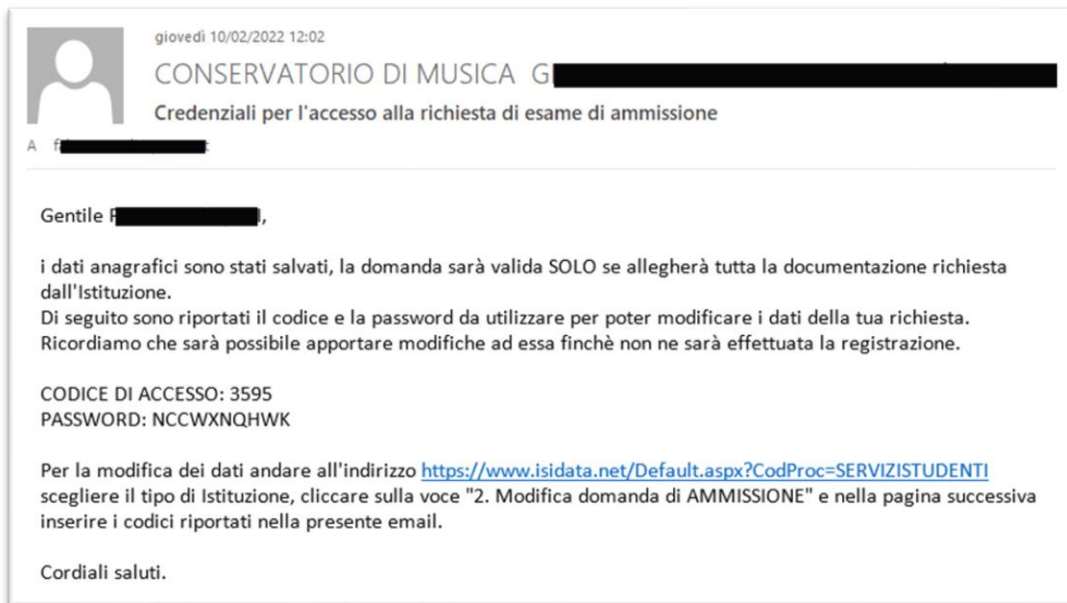 giovedì 10/02/2022 12:02
CONSERVATORIO DI MUSICA G
Credenziali per l'accesso alla richiesta di esame di ammissione
A
Gentile
i dati anagrafici sono stati salvati, la domanda sarà valida SOLO se allegherà tutta la documentazione richiesta
dall'Istituzione.
Di seguito sono riportati il codice e la password da utilizzare per poter modificare i dati della tua richiesta.
Ricordiamo che sarà possibile apportare modifiche ad essa finchè non ne sarà effettuata la registrazione.
CODICE DI ACCESSO: 3595
PASSWORD: NCCWXNQHWK
Per la modifica dei dati andare all'indirizzo https://www.isidata.net/Default.aspx?CodProc=SERVIZISTUDENTI
scegliere il tipo di Istituzione, cliccare sulla voce "2. Modifica domanda di AMMISSIONE" e nella pagina successiva
inserire i codici riportati nella presente email.
Cordiali saluti.